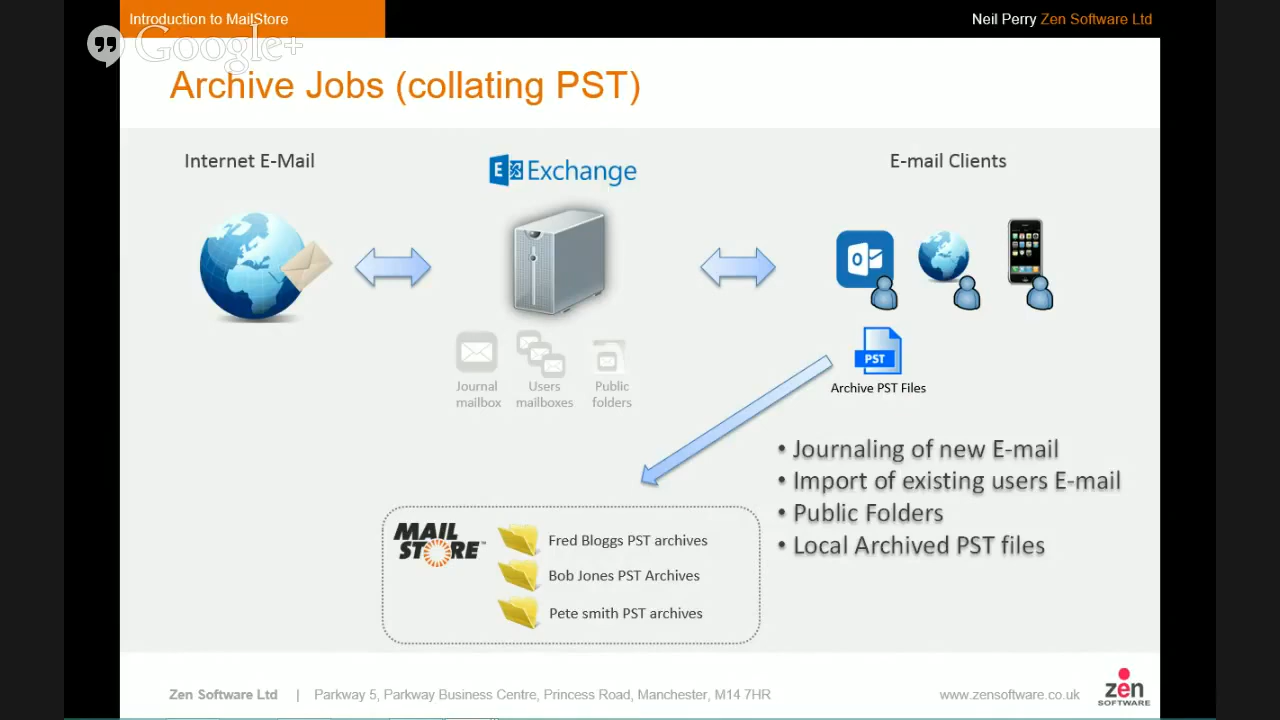 Introduction to MailStore
Neil Perry Zen Software Ltd
Google+
Archive Jobs (collating PST)
Internet E-Mail
E Exchange
E-mail Clients
PST
Journal
mailbox
Users
mailboxes
Public
folders
Archive PST Files
• Journaling of new E-mail
• Import of existing users E-mail
• Public Folders
• Local Archived PST files
MAIL
STORE™
Fred Bloggs PST archives
Bob Jones PST Archives
Pete smith PST archives
Zen Software Ltd | Parkway 5, Parkway Business Centre, Princess Road, Manchester, M14 7HR
www.zensoftware.co.uk
zen
SOFTWARE